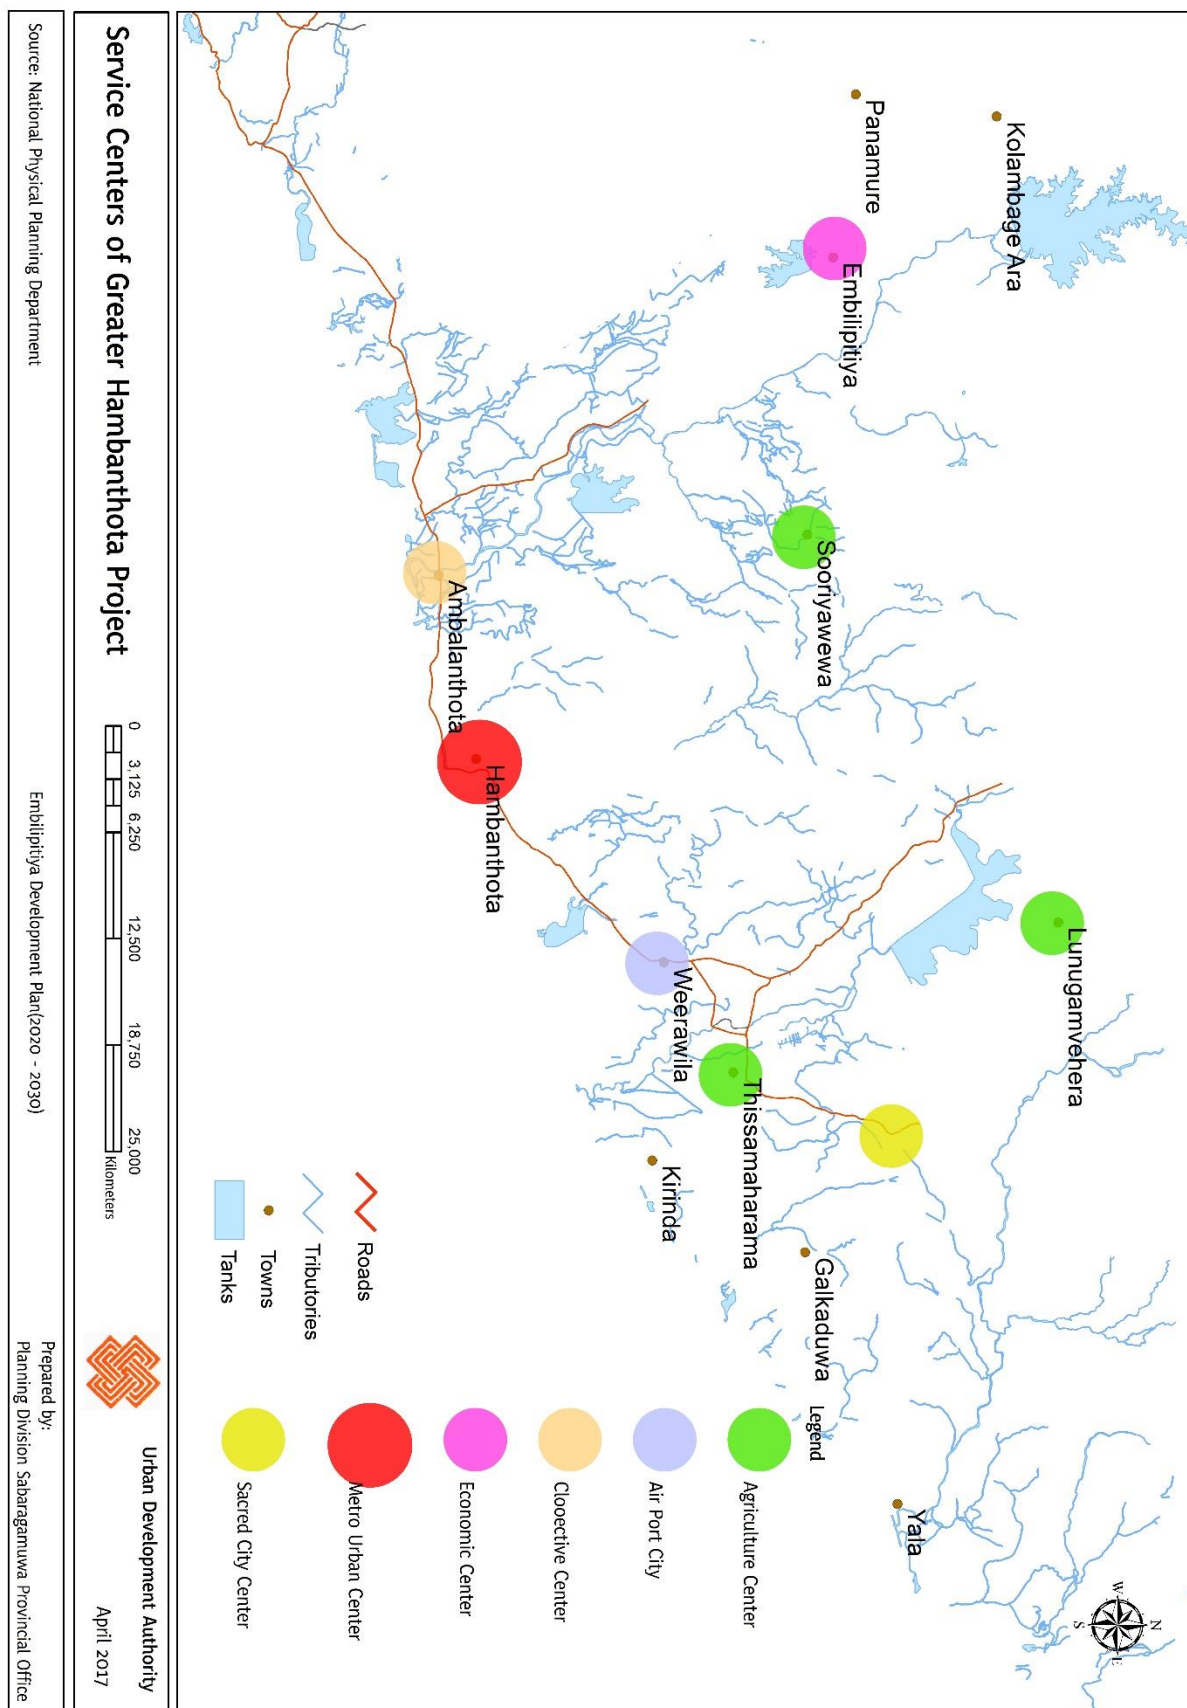 Kolambage Ara
Panamure
Embilipitiya
Sooriyawewa
Lunugamvehera
Ambalanthota
Hambanthota
Weerawila
Thissamaharama
Kirinda
Galkaduwa
Yala
N
W
E
S
Roads
Tributories
Towns
Tanks
Legend
Agriculture Center
Air Port City
Clooective Center
Economic Center
Metro Urban Center
Sacred City Center
Service Centers of Greater Hambanthota Project
0 3,125 6,250 12,500 18,750 25,000
Kilometers
Urban Development Authority
April 2017
Source: National Physical Planning Department
Embilipitiya Development Plan(2020 - 2030)
Prepared by:
Planning Division Sabaragamuwa Provincial Office